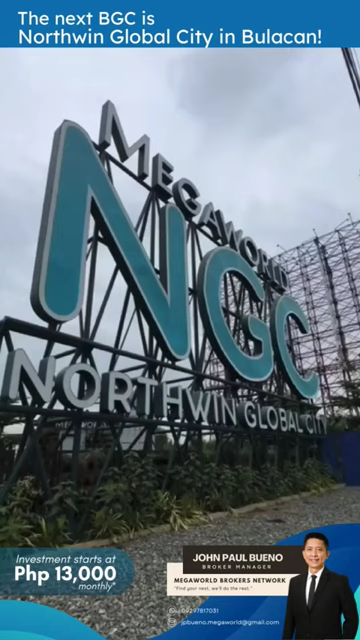 The next BGC is
Northwin Global City in Bulacan!
MEGAWORLD
NGC
NORTHWIN GLOBAL CITY
Investment starts at
Php 13,000
monthly*
JOHN PAUL BUENO
BROKER MANAGER
MEGAWORLD BROKERS NETWORK
"Find your next, we'll do the rest."
09297817031
jpbueno.megaworld@gmail.com